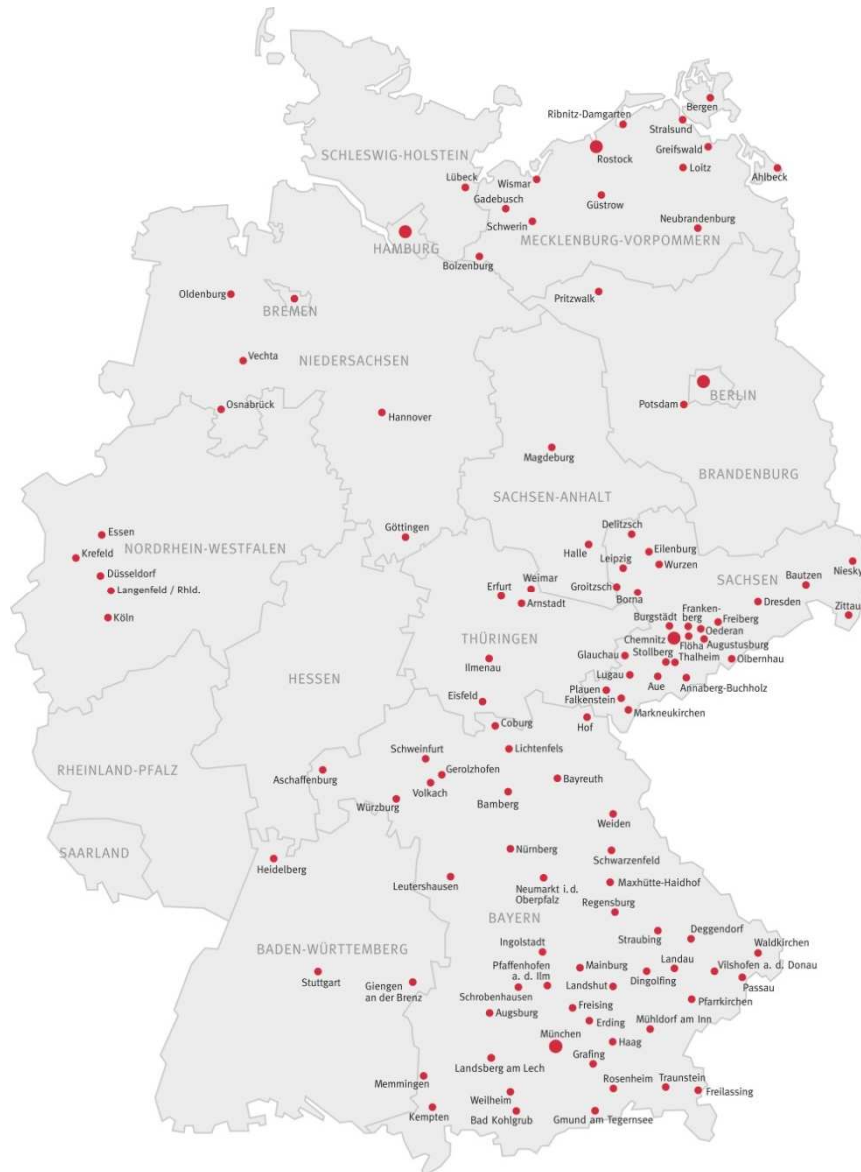 Bergen
Ribnitz-Damgarten
Stralsund
Greifswald
Rostock
SCHLESWIG-HOLSTEIN
Loitz
Ahlbeck
Lübeck
Wismar
Gadebusch
Güstrow
Schwerin
Neubrandenburg
HAMBURG
MECKLENBURG-VORPOMMERN
Boizenburg
Oldenburg
Pritzwalk
BREMEN
Vechta
NIEDERSACHSEN
BERLIN
Osnabrück
Potsdam
Hannover
Magdeburg
BRANDENBURG
SACHSEN-ANHALT
Essen
Delitzsch
Göttingen
NORDRHEIN-WESTFALEN
Halle
Eilenburg
Krefeld
Leipzig
Wurzen
Niesky
Düsseldorf
SACHSEN
Bautzen
Weimar
Langenfeld / Rhld.
Erfurt
Groitzsch
Borna
Arnstadt
Dresden
Zittau
Franken-
berg
Burgstädt
Freiberg
Köln
Oederan
THÜRINGEN
Chemnitz
Flöha
Augustusburg
Glauchau
Stollberg
Thalheim
Olbernhau
Ilmenau
HESSEN
Lugau
Aue
Annaberg-Buchholz
Plauen
Eisfeld
Falkenstein
Markneukirchen
Coburg
Hof
Schweinfurt
Lichtenfels
RHEINLAND-PFALZ
Aschaffenburg
Gerolzhofen
Bayreuth
Volkach
Bamberg
Würzburg
Weiden
SAARLAND
Heidelberg
Nürnberg
Schwarzenfeld
Leutershausen
Neumarkt i.d.
Oberpfalz
Maxhütte-Haidhof
Regensburg
BAYERN
Straubing
Deggendorf
Waldkirchen
BADEN-WÜRTTEMBERG
Ingolstadt
Stuttgart
Pfaffenhofen
a. d. Ilm
Mainburg
Landau
Vilshofen a. d. Donau
Giengen
an der Brenz
Schrobenhausen
Landshut
Dingolfing
Passau
Pfarrkirchen
Augsburg
Freising
Erding
Mühldorf am Inn
München
Haag
Landsberg am Lech
Grafing
Memmingen
Rosenheim
Traunstein
Freilassing
Weilheim
Kempten
Bad Kohlgrub
Gmund am Tegernsee